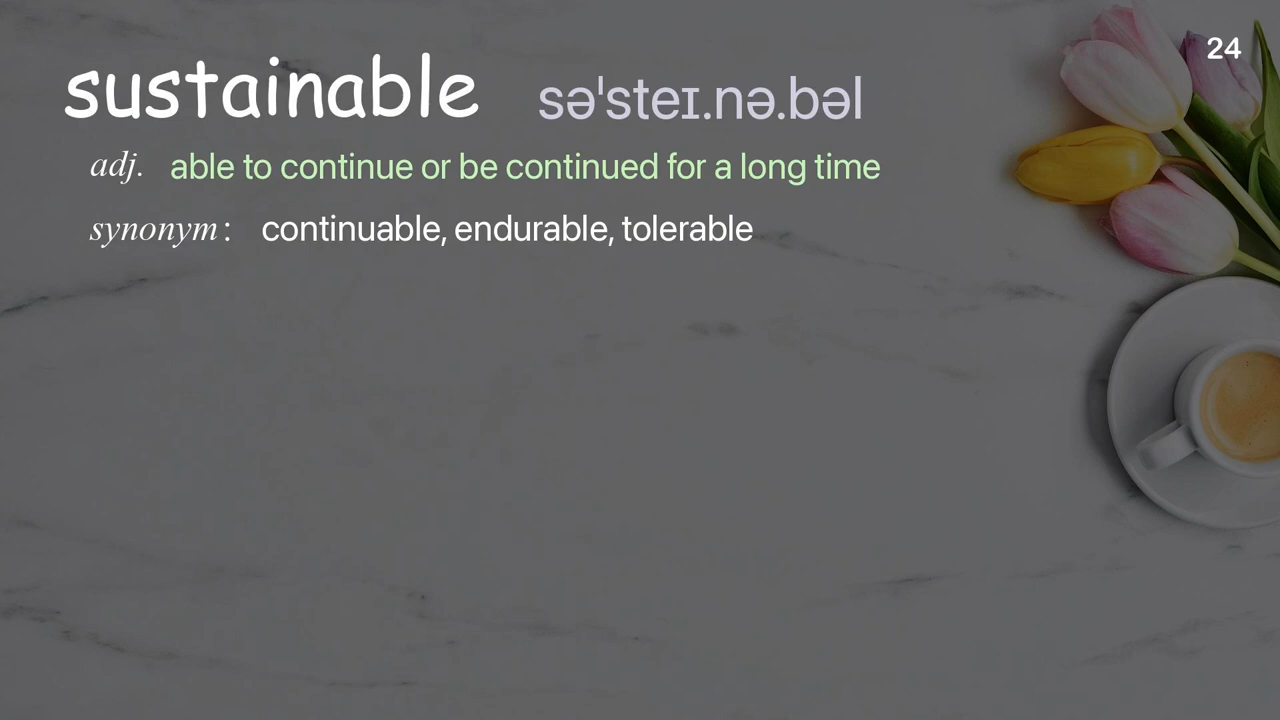 24
sustainable səˈsteɪ.nə.bəl
adj. able to continue or be continued for a long time
synonym: continuable, endurable, tolerable